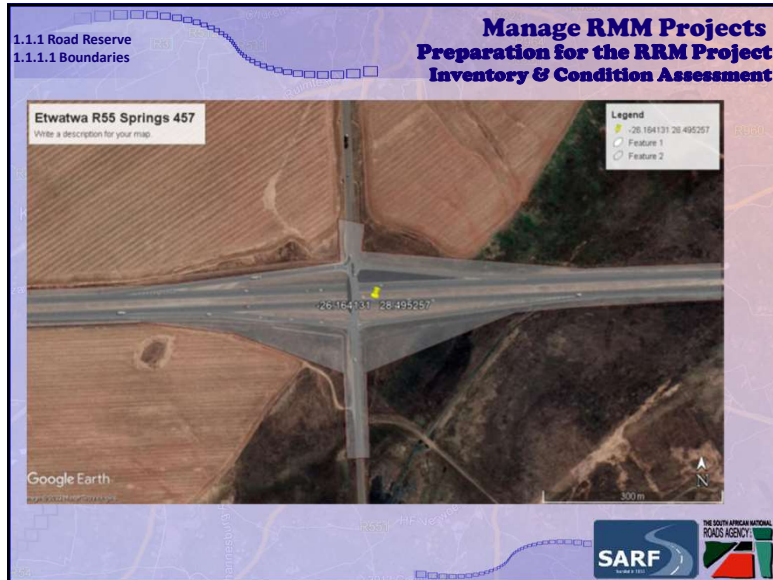 1.1.1 Road Reserve
1.1.1.1 Boundaries
Manage RMM Projects
Preparation for the RRM Project
Inventory & Condition Assessment
Etwatwa R55 Springs 457
Write a description for your map.
Legend
-26.164131 28.495257
Feature 1
Feature 2
-26.164131 28.495257
Google Earth
N
300 m
SARF
THE SOUTH AFRICAN NATIONAL
ROADS AGENCY